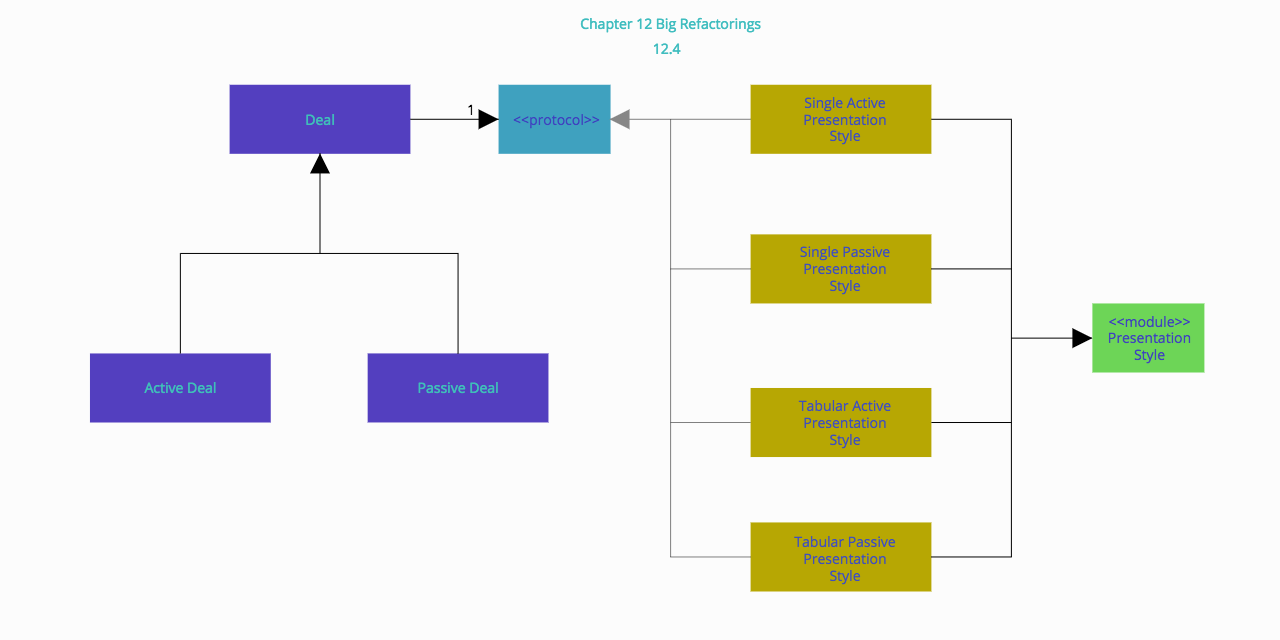 Chapter 12 Big Refactorings
12.4
Deal
1
<<protocol>>
Single Active
Presentation
Style
Single Passive
Presentation
Style
<<module>>
Presentation
Style
Active Deal
Passive Deal
Tabular Active
Presentation
Style
Tabular Passive
Presentation
Style